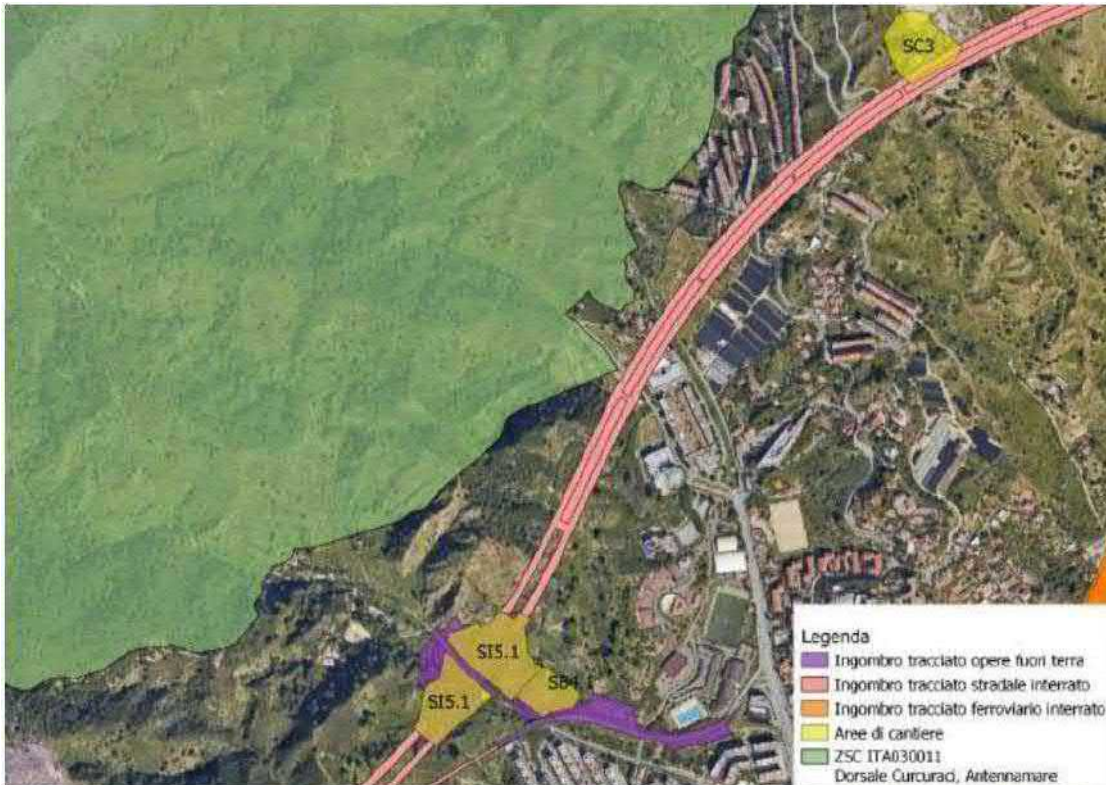 SC3
SI5.1
SI5.1
Legenda
Ingombro tracciato opere fuori terra
Ingombro tracciato stradale interrato
Ingombro tracciato ferroviario interrato
Aree di cantiere
ZSC ITA030011
Dorsale Curcuraci, Antennamare